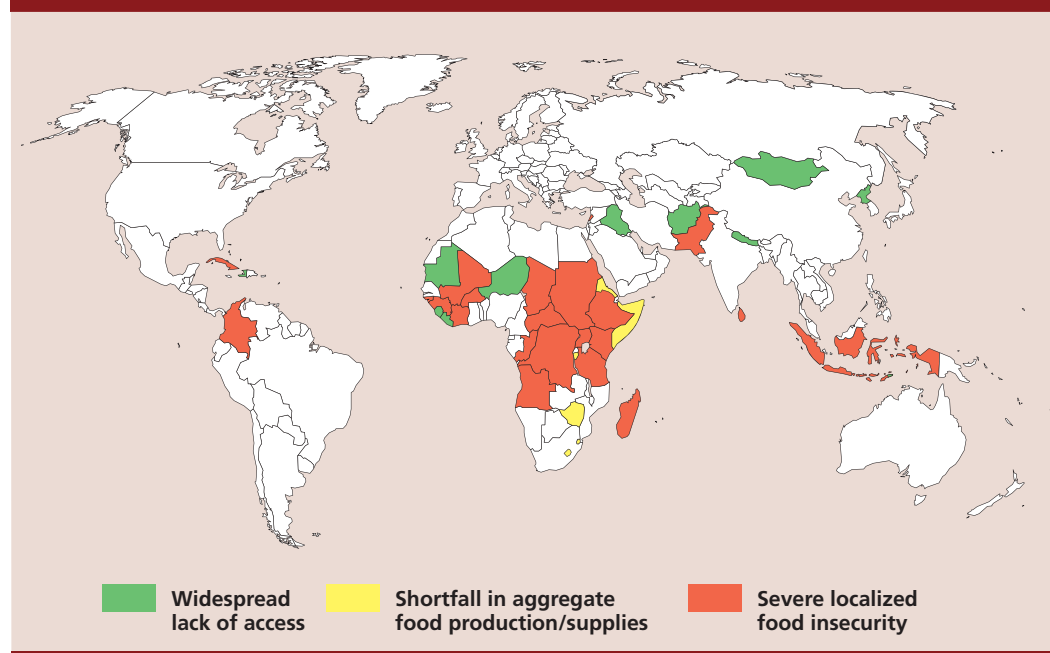 Widespread
lack of access
Shortfall in aggregate
food production/supplies
Severe localized
food insecurity